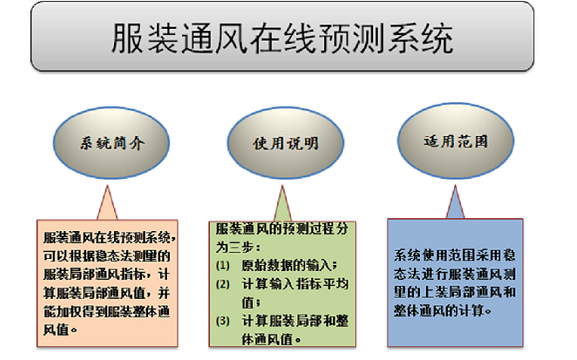 服装通风在线预测系统
系统简介
使用说明
适用范围
服装通风在线预测系统，
可以根据稳态法测里的
服装局部通风指标，计
算服装局部通风值，并
能加权得到服装整体通
风值。
服装通风的预测过程分
为三步：
(1) 原始数据的输入；
(2) 计算输入指标平均
值；
(3) 计算服装局部和整
体通风值。
系统使用范围采用稳
态法进行服装通风测
里的上装局部通风和
整体通风的计算。